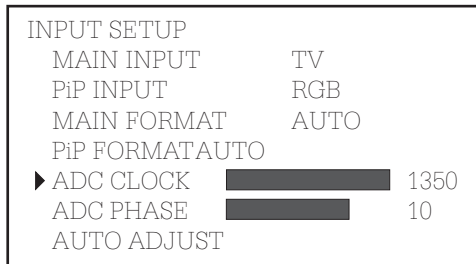 INPUT SETUP
MAIN INPUT TV
PiP INPUT RGB
MAIN FORMAT AUTO
PiP FORMATAUTO
ADC CLOCK 1350
ADC PHASE 10
AUTO ADJUST